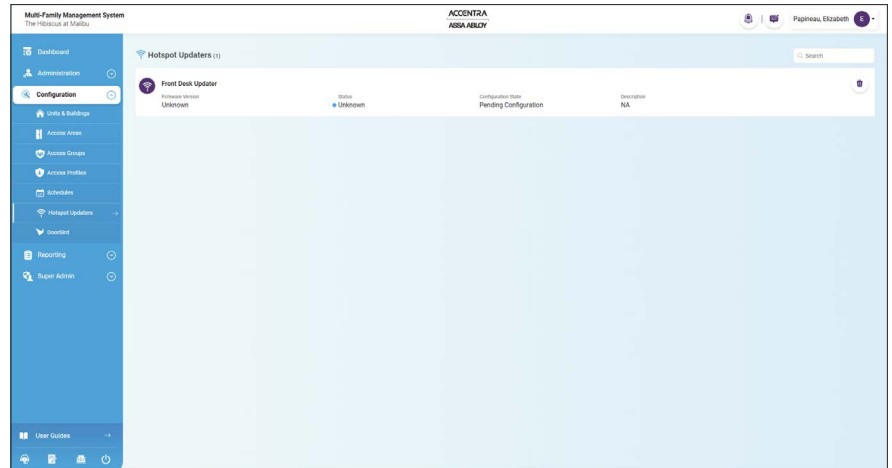 Multi-Family Management System
The Hibiscus at Malibu
ACCENTRA
ASSA ABLOY
Papineau, Elizabeth
E
Dashboard
Administration
Configuration
Units & Buildings
Access Areas
Access Groups
Access Profiles
Schedules
Hotspot Updaters
DoorBird
Reporting
Super Admin
User Guides
Hotspot Updaters (1)
Search
Front Desk Updater
Firmware Version Status Configuration State Description
Unknown Unknown Pending Configuration NA